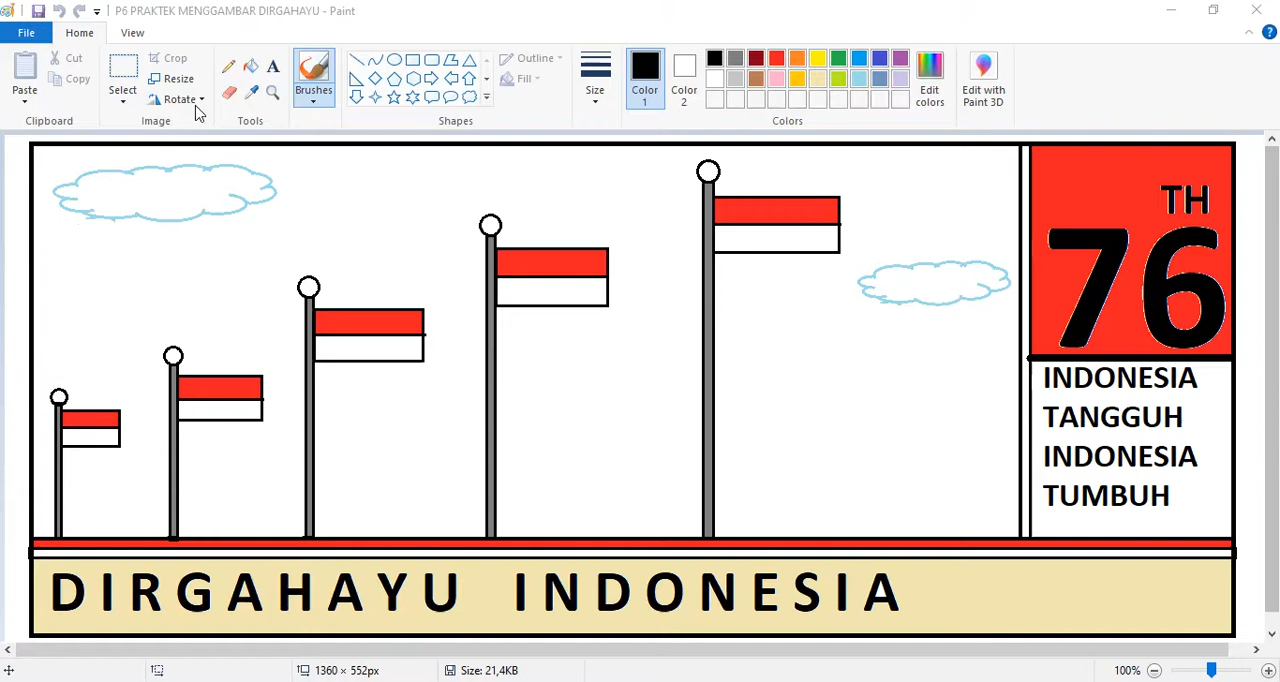 P6 PRAKTEK MENGGAMBAR DIRGAHAYU - Paint
File Home View
Paste
Cut
Copy
Clipboard
Select
Crop
Resize
Rotate
Image
A
Tools
Brushes
Outline
Fill
Shapes
Size
Color 1
Color 2
Edit colors
Colors
Edit with Paint 3D
TH
76
INDONESIA
TANGGUH
INDONESIA
TUMBUH
DIRGAHAYU INDONESIA
1360 × 552px
Size: 21,4KB
100%